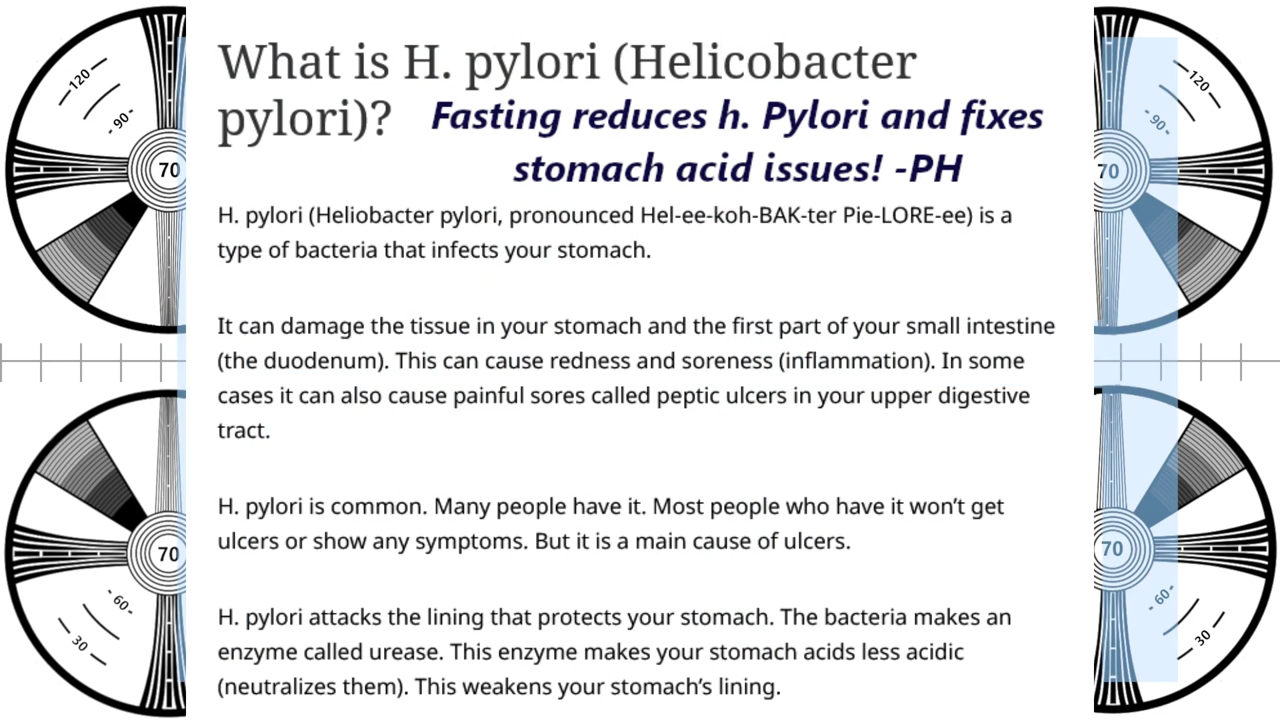 What is H. pylori (Helicobacter
pylori)?
Fasting reduces h. Pylori and fixes
stomach acid issues! -PH
H. pylori (Heliobacter pylori, pronounced Hel-ee-koh-BAK-ter Pie-LORE-ee) is a
type of bacteria that infects your stomach.
It can damage the tissue in your stomach and the first part of your small intestine
(the duodenum). This can cause redness and soreness (inflammation). In some
cases it can also cause painful sores called peptic ulcers in your upper digestive
tract.
H. pylori is common. Many people have it. Most people who have it won’t get
ulcers or show any symptoms. But it is a main cause of ulcers.
H. pylori attacks the lining that protects your stomach. The bacteria makes an
enzyme called urease. This enzyme makes your stomach acids less acidic
(neutralizes them). This weakens your stomach’s lining.
120
- 90 -
70
120
- 90 -
70
70
- 60 -
30
70
- 60 -
30